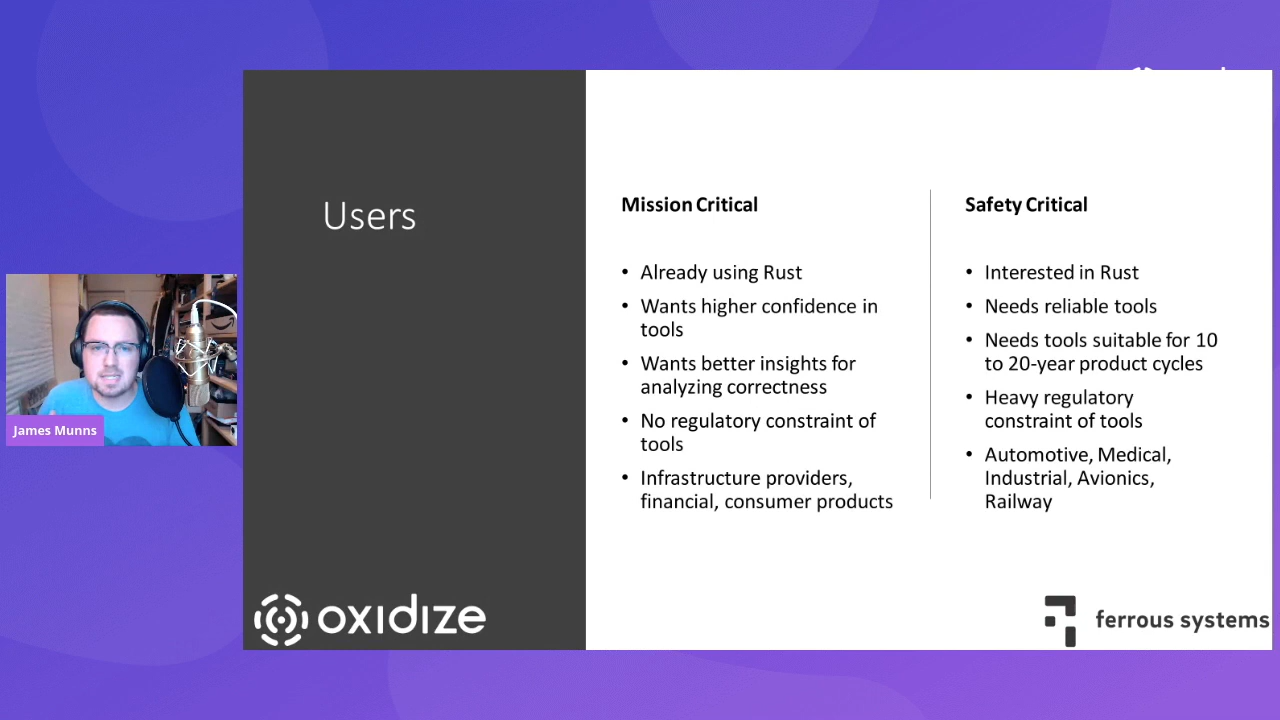 Users
Mission Critical
• Already using Rust
• Wants higher confidence in
tools
• Wants better insights for
analyzing correctness
• No regulatory constraint of
tools
• Infrastructure providers,
financial, consumer products
Safety Critical
• Interested in Rust
• Needs reliable tools
• Needs tools suitable for 10
to 20-year product cycles
• Heavy regulatory
constraint of tools
• Automotive, Medical,
Industrial, Avionics,
Railway
James Munns
oxidize
ferrous systems